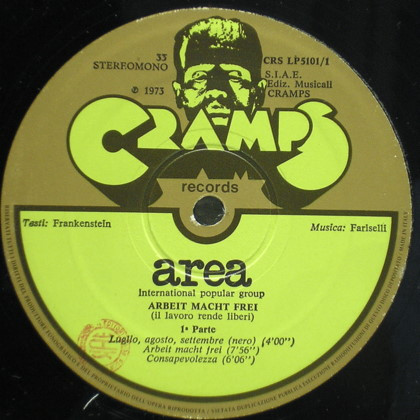 33
STEREOMONO
CRS LP5101/1
℗ 1973
S.I.A.E.
Ediz. Musicali
CRAMPS
CRAMPS
records
Testi: Frankenstein
Musica: Fariselli
area
International popular group
ARBEIT MACHT FREI
(il lavoro rende liberi)
1ª Parte
Luglio, agosto, settembre (nero) (4'00")
Arbeit macht frei (7'56")
Consapevolezza (6'06")